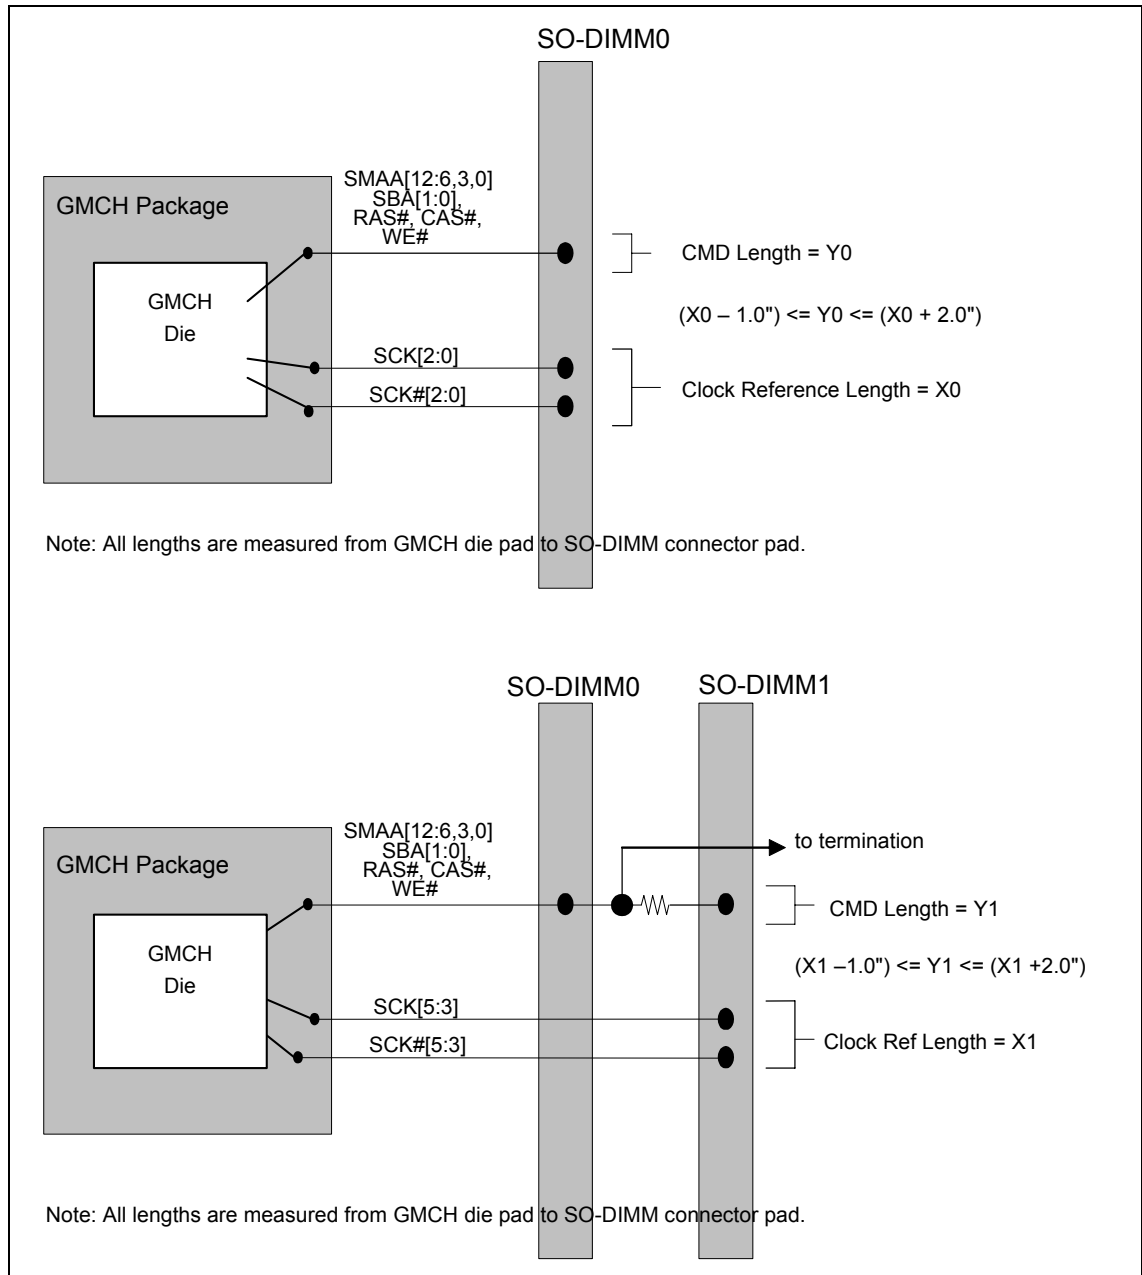 SO-DIMM0
GMCH Package
SMAA[12:6,3,0]
SBA[1:0],
RAS#, CAS#,
WE#
GMCH
Die
CMD Length = Y0
(X0 – 1.0") <= Y0 <= (X0 + 2.0")
SCK[2:0]
SCK#[2:0]
Clock Reference Length = X0
Note: All lengths are measured from GMCH die pad to SO-DIMM connector pad.
SO-DIMM0
SO-DIMM1
GMCH Package
SMAA[12:6,3,0]
SBA[1:0],
RAS#, CAS#,
WE#
to termination
GMCH
Die
CMD Length = Y1
(X1 –1.0") <= Y1 <= (X1 +2.0")
SCK[5:3]
SCK#[5:3]
Clock Ref Length = X1
Note: All lengths are measured from GMCH die pad to SO-DIMM connector pad.